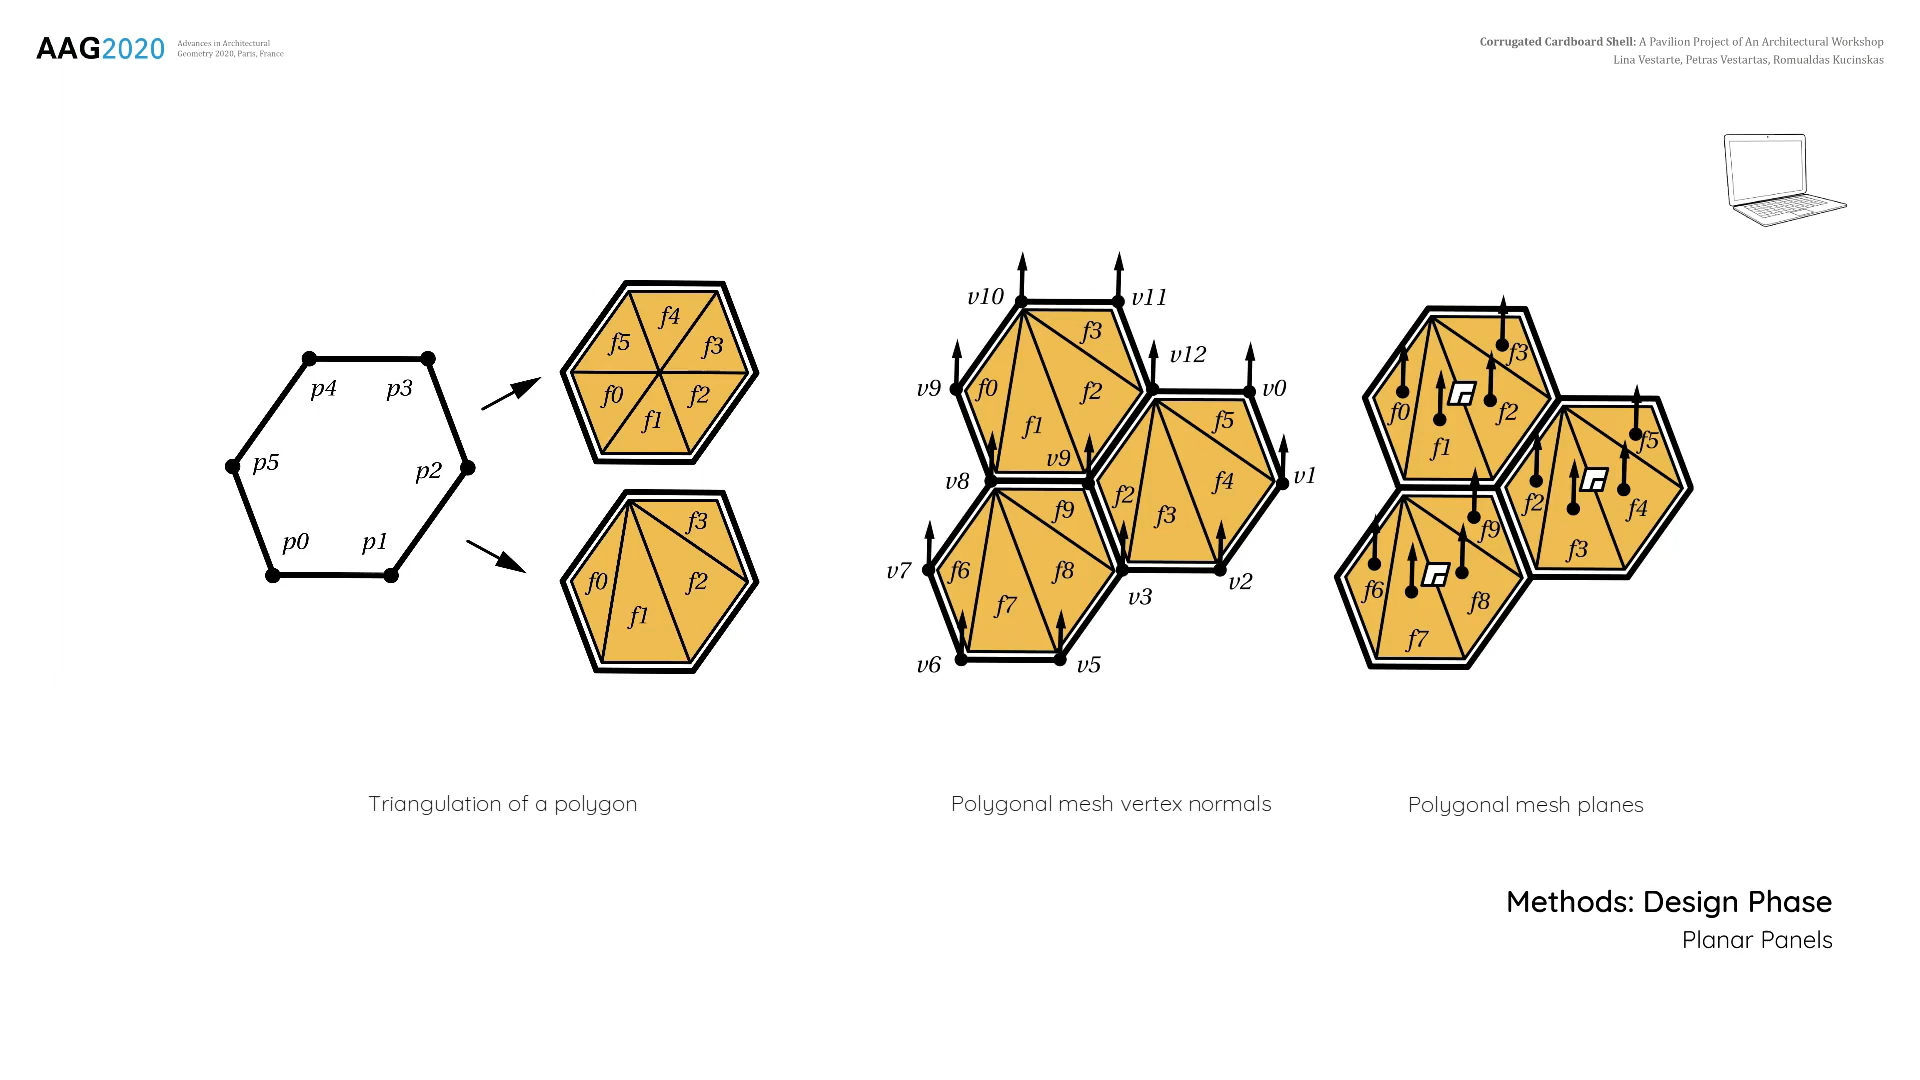 AAG2020
Advances in Architectural
Geometry 2020, Paris, France
Corrugated Cardboard Shell: A Pavilion Project of An Architectural Workshop
Lina Vestarte, Petras Vestartas, Romualdas Kucinskas
p4 p3
p5 p2
p0 p1
f4
f5 f3
f0 f2
f1
f3
f0 f2
f1
v10 v11
f3
v12
v9 f0 f2 v0
f1 f5
v9
v8 f4 v1
f2
f9 f3
v7 f6 f8
v3 v2
f7
v6 v5
f3
f0 f2
f1 f5
f2 f4
f9
f3
f6 f8
f7
Triangulation of a polygon
Polygonal mesh vertex normals
Polygonal mesh planes
Methods: Design Phase
Planar Panels